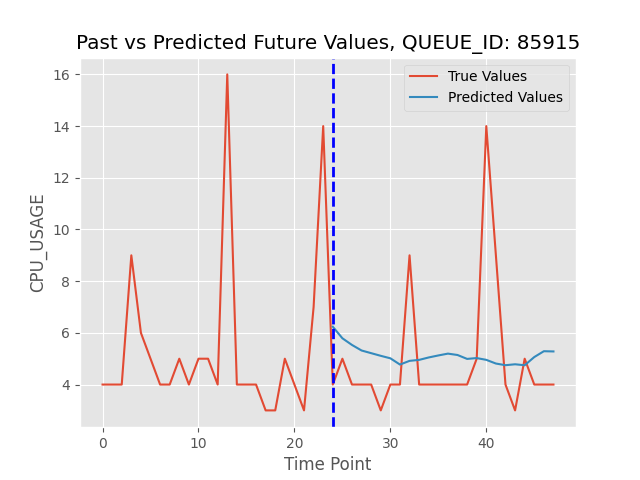 Past vs Predicted Future Values, QUEUE_ID: 85915
True Values
Predicted Values
CPU_USAGE
16
14
12
10
8
6
4
0
10
20
30
40
Time Point